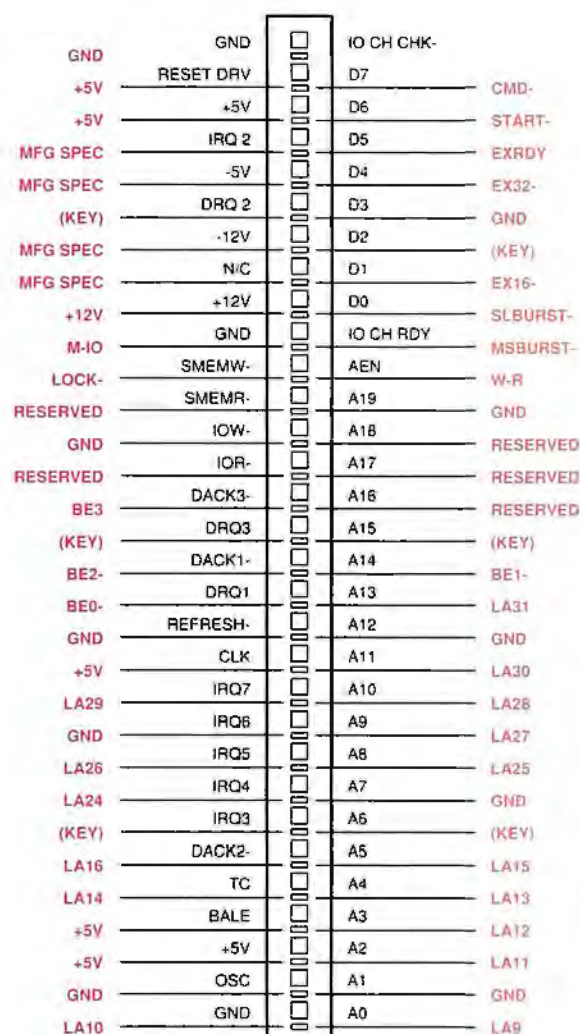 GND IO CH CHK-
GND
RESET DRV D7
+5V CMD-
+5V D6
+5V START-
IRQ 2 D5
MFG SPEC EXRDY
-5V D4
MFG SPEC EX32-
DRQ 2 D3
(KEY) GND
-12V D2
MFG SPEC (KEY)
N/C D1
MFG SPEC EX16-
+12V D0
+12V SLBURST-
GND IO CH RDY
M-IO MSBURST-
SMEMW- AEN
LOCK- W-R
SMEMR- A19
RESERVED GND
IOW- A18
GND RESERVED
IOR- A17
RESERVED RESERVED
DACK3- A16
BE3 RESERVED
DRQ3 A15
(KEY) (KEY)
DACK1- A14
BE2- BE1-
DRQ1 A13
BE0- LA31
REFRESH- A12
GND GND
CLK A11
+5V LA30
IRQ7 A10
LA29 LA28
IRQ6 A9
GND LA27
IRQ5 A8
LA26 LA25
IRQ4 A7
LA24 GND
IRQ3 A6
(KEY) (KEY)
DACK2- A5
LA16 LA15
TC A4
LA14 LA13
BALE A3
+5V LA12
+5V A2
+5V LA11
OSC A1
GND GND
GND A0
LA10 LA9